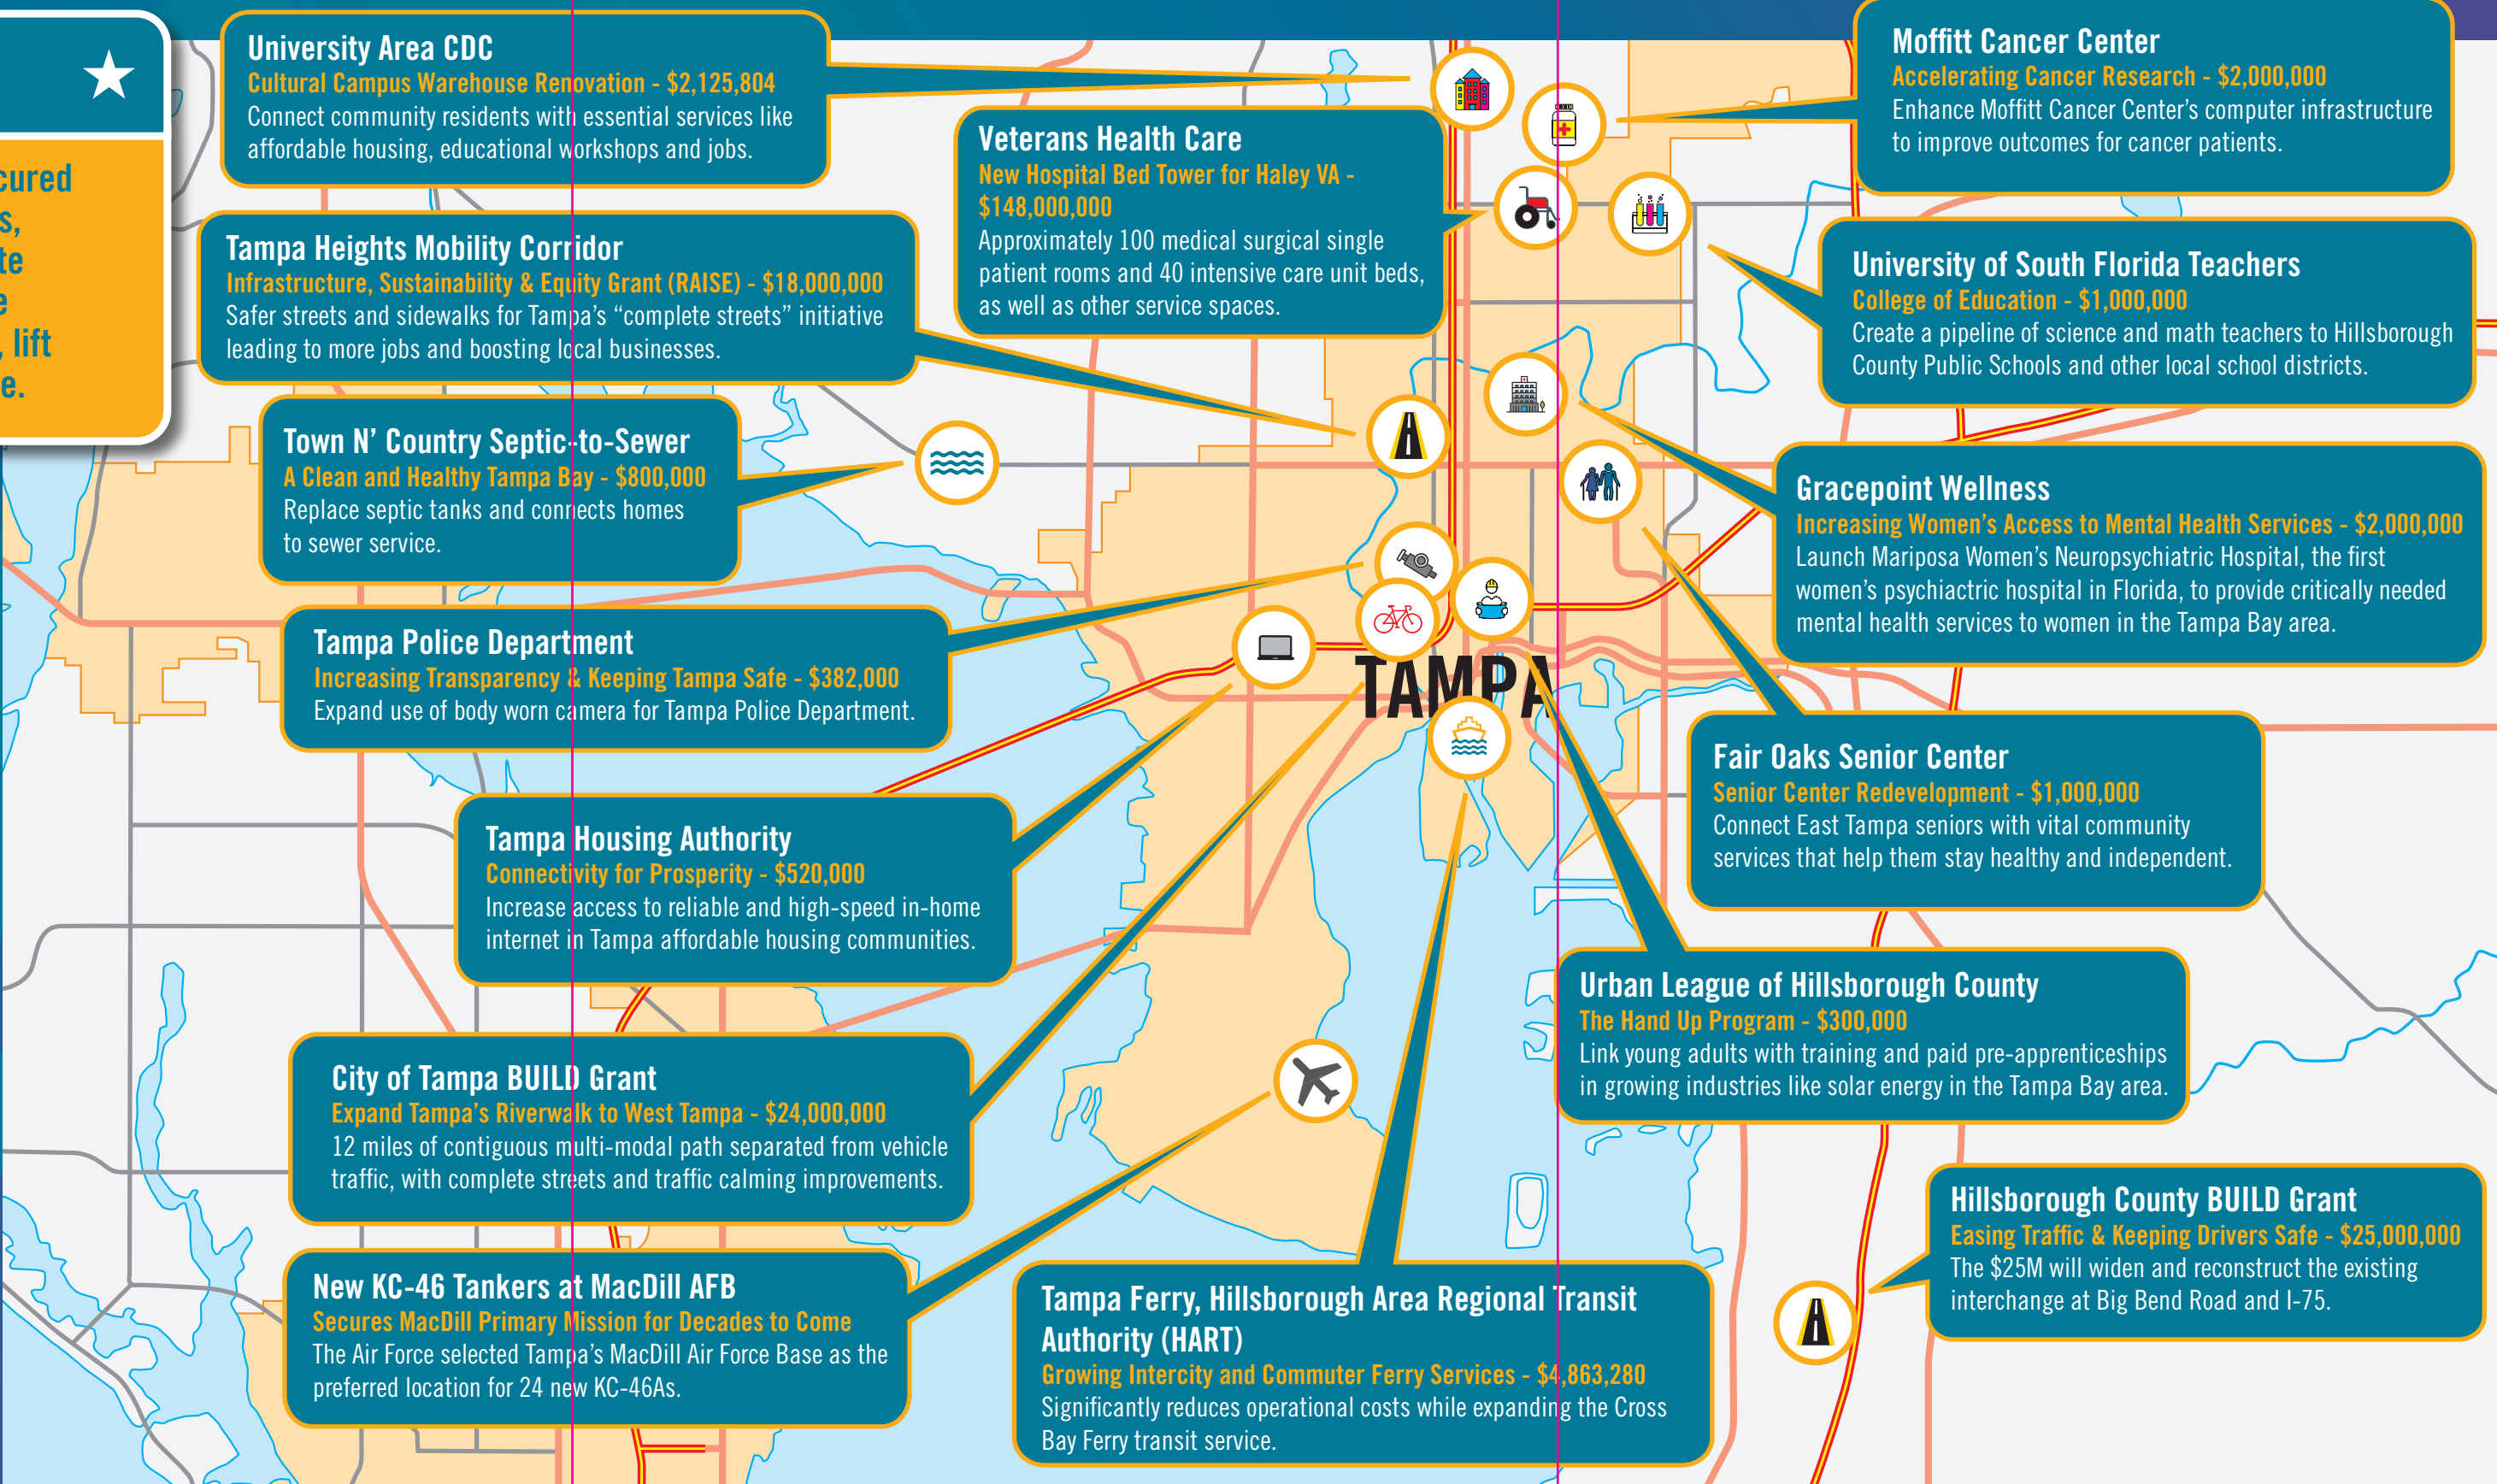 cured
s,
te
e
, lift
e.
University Area CDC
Cultural Campus Warehouse Renovation - $2,125,804
Connect community residents with essential services like
affordable housing, educational workshops and jobs.
Tampa Heights Mobility Corridor
Infrastructure, Sustainability & Equity Grant (RAISE) - $18,000,000
Safer streets and sidewalks for Tampa’s “complete streets” initiative
leading to more jobs and boosting local businesses.
Town N’ Country Septic-to-Sewer
A Clean and Healthy Tampa Bay - $800,000
Replace septic tanks and connects homes
to sewer service.
Tampa Police Department
Increasing Transparency & Keeping Tampa Safe - $382,000
Expand use of body worn camera for Tampa Police Department.
Tampa Housing Authority
Connectivity for Prosperity - $520,000
Increase access to reliable and high-speed in-home
internet in Tampa affordable housing communities.
City of Tampa BUILD Grant
Expand Tampa’s Riverwalk to West Tampa - $24,000,000
12 miles of contiguous multi-modal path separated from vehicle
traffic, with complete streets and traffic calming improvements.
New KC-46 Tankers at MacDill AFB
Secures MacDill Primary Mission for Decades to Come
The Air Force selected Tampa’s MacDill Air Force Base as the
preferred location for 24 new KC-46As.
Veterans Health Care
New Hospital Bed Tower for Haley VA -
$148,000,000
Approximately 100 medical surgical single
patient rooms and 40 intensive care unit beds,
as well as other service spaces.
TAMPA
Tampa Ferry, Hillsborough Area Regional Transit
Authority (HART)
Growing Intercity and Commuter Ferry Services - $4,863,280
Significantly reduces operational costs while expanding the Cross
Bay Ferry transit service.
Moffitt Cancer Center
Accelerating Cancer Research - $2,000,000
Enhance Moffitt Cancer Center’s computer infrastructure
to improve outcomes for cancer patients.
University of South Florida Teachers
College of Education - $1,000,000
Create a pipeline of science and math teachers to Hillsborough
County Public Schools and other local school districts.
Gracepoint Wellness
Increasing Women’s Access to Mental Health Services - $2,000,000
Launch Mariposa Women’s Neuropsychiatric Hospital, the first
women’s psychiactric hospital in Florida, to provide critically needed
mental health services to women in the Tampa Bay area.
Fair Oaks Senior Center
Senior Center Redevelopment - $1,000,000
Connect East Tampa seniors with vital community
services that help them stay healthy and independent.
Urban League of Hillsborough County
The Hand Up Program - $300,000
Link young adults with training and paid pre-apprenticeships
in growing industries like solar energy in the Tampa Bay area.
Hillsborough County BUILD Grant
Easing Traffic & Keeping Drivers Safe - $25,000,000
The $25M will widen and reconstruct the existing
interchange at Big Bend Road and I-75.